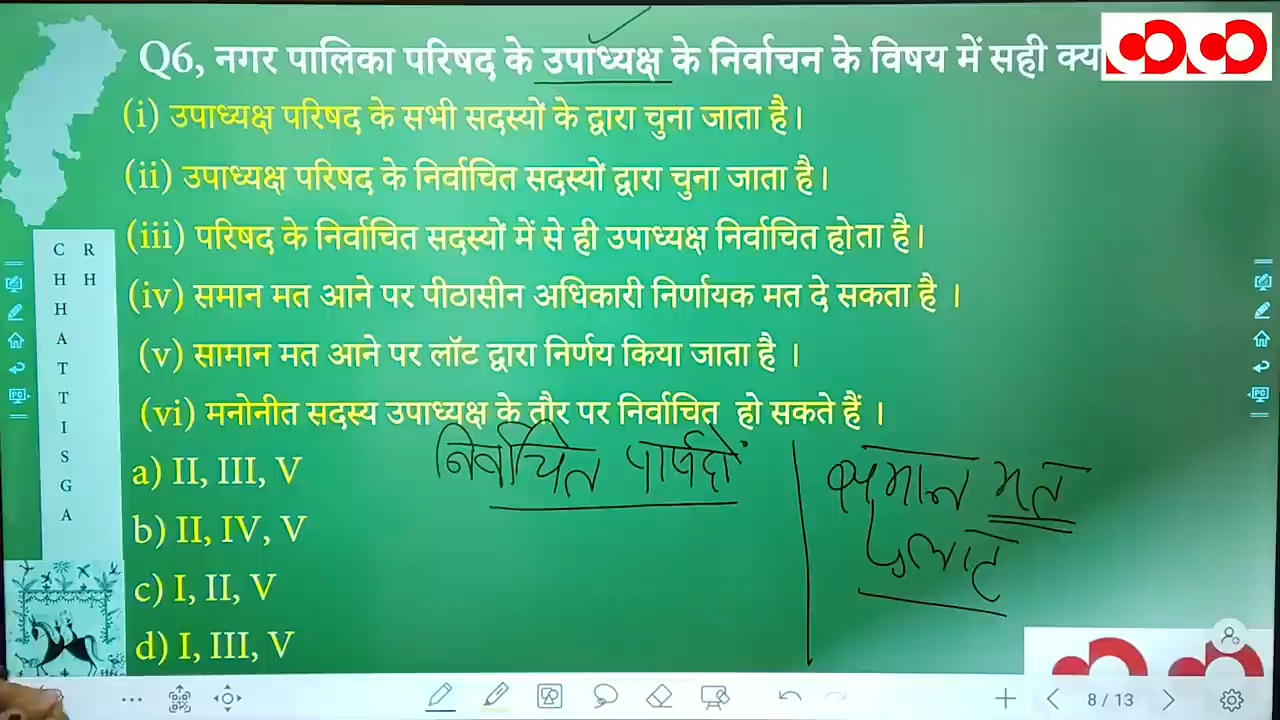 Q6, नगर पालिका परिषद के उपाध्यक्ष के निर्वाचन के विषय में सही क्य
(i) उपाध्यक्ष परिषद के सभी सदस्यों के द्वारा चुना जाता है।
(ii) उपाध्यक्ष परिषद के निर्वाचित सदस्यों द्वारा चुना जाता है।
(iii) परिषद के निर्वाचित सदस्यों में से ही उपाध्यक्ष निर्वाचित होता है।
(iv) समान मत आने पर पीठासीन अधिकारी निर्णायक मत दे सकता है ।
(v) सामान मत आने पर लॉट द्वारा निर्णय किया जाता है ।
(vi) मनोनीत सदस्य उपाध्यक्ष के तौर पर निर्वाचित हो सकते हैं ।
निर्वाचित पार्षदों
समान मत
लाट
a) II, III, V
b) II, IV, V
c) I, II, V
d) I, III, V
CHHATTISGA
RH
8 / 13